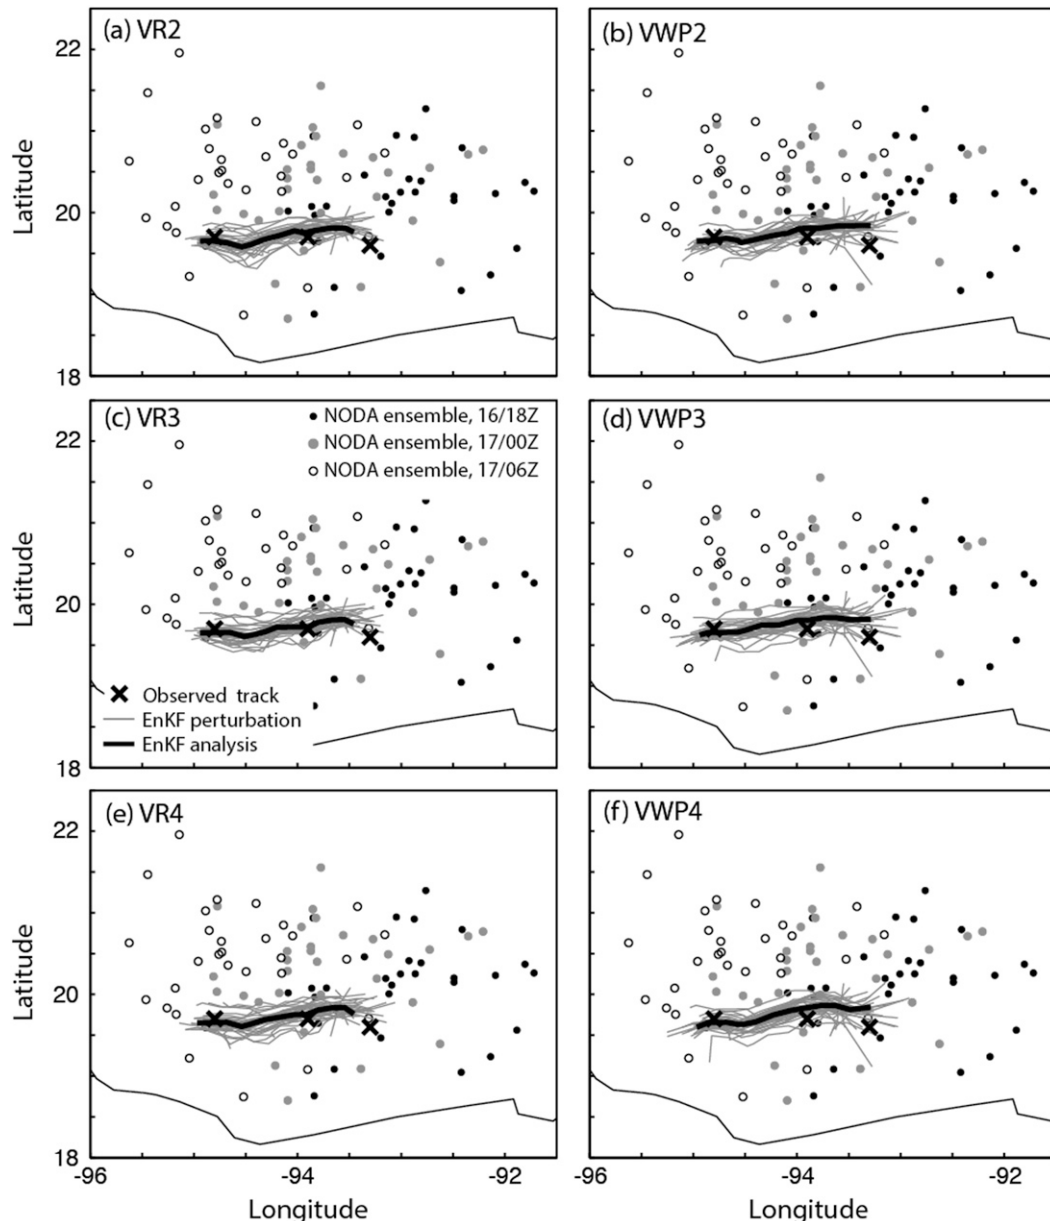 (a) VR2
(b) VWP2
22
Latitude
20
18
(c) VR3
(d) VWP3
NODA ensemble, 16/18Z
NODA ensemble, 17/00Z
NODA ensemble, 17/06Z
22
Latitude
20
Observed track
EnKF perturbation
EnKF analysis
18
(e) VR4
(f) VWP4
22
Latitude
20
18
-96 -94 -92 -96 -94 -92
Longitude Longitude